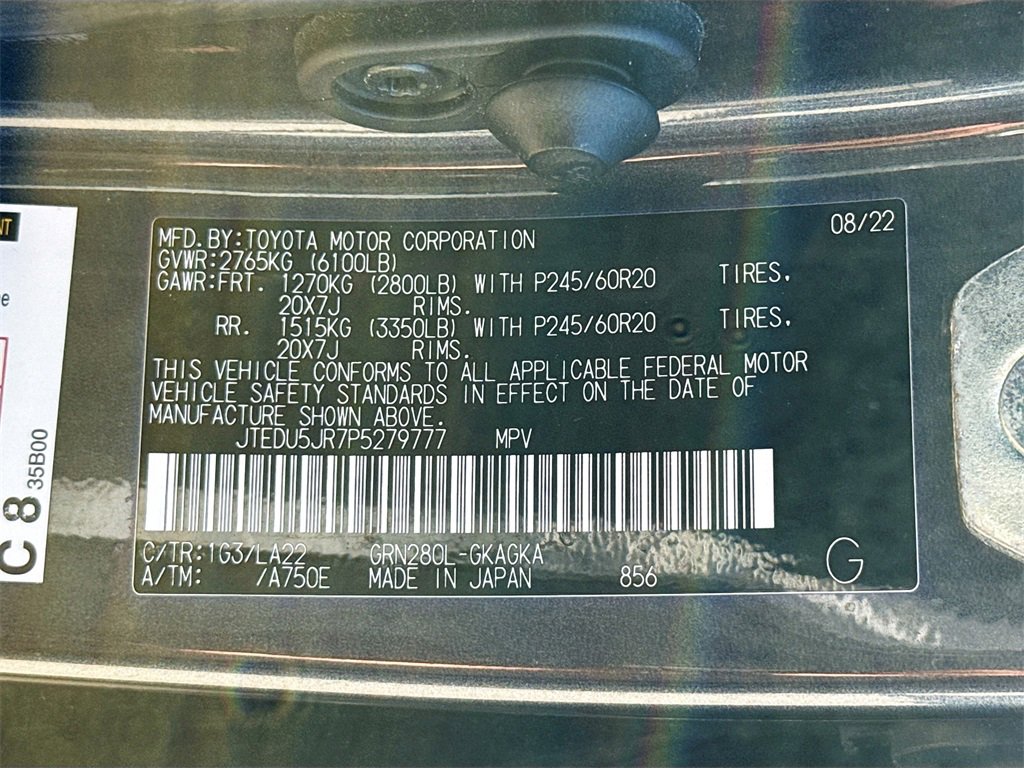 08/22
MFD.BY:TOYOTA MOTOR CORPORATION
GVWR:2765KG (6100LB)
GAWR:FRT. 1270KG (2800LB) WITH P245/60R20 TIRES.
20X7J RIMS.
RR. 1515KG (3350LB) WITH P245/60R20 TIRES.
20X7J RIMS.
THIS VEHICLE CONFORMS TO ALL APPLICABLE FEDERAL MOTOR
VEHICLE SAFETY STANDARDS IN EFFECT ON THE DATE OF
MANUFACTURE SHOWN ABOVE.
JTEDU5JR7P5279777 MPV
C/TR:1G3/LA22 GRN280L-GKAGKA
A/TM: /A750E MADE IN JAPAN 856 G
C8
35B00